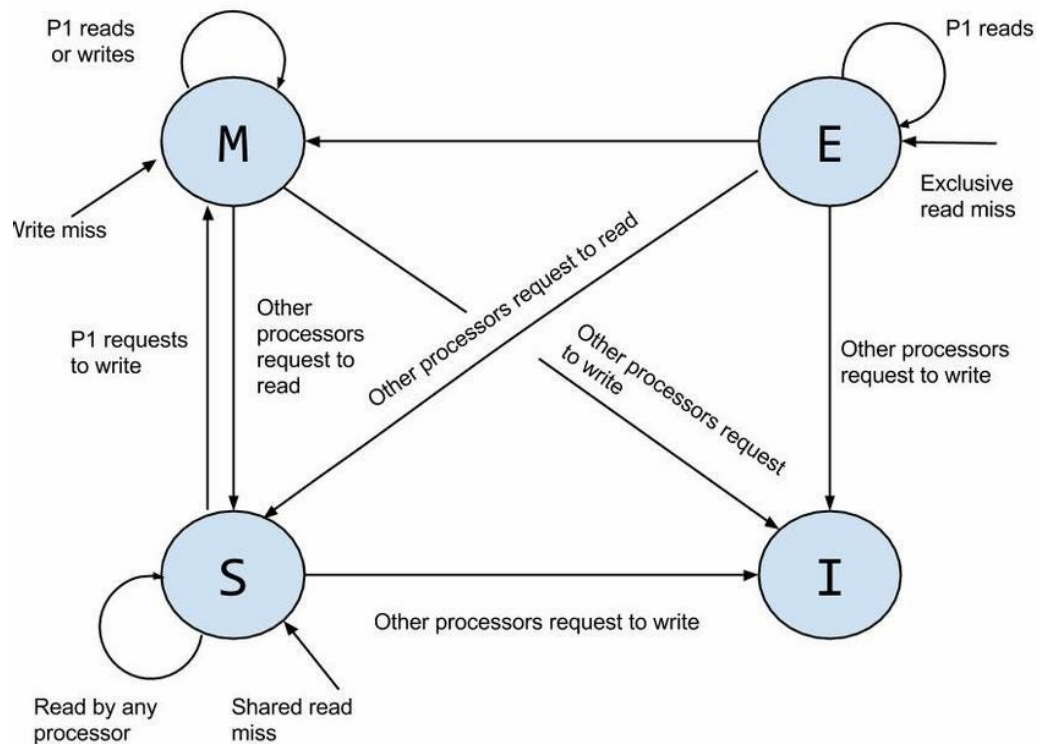 P1 reads
or writes
P1 reads
M
E
Write miss
Exclusive
read miss
Other processors request to read
P1 requests
to write
Other
processors
request to
read
Other processors request
to write
Other processors
request to write
S
I
Other processors request to write
Read by any
processor
Shared read
miss